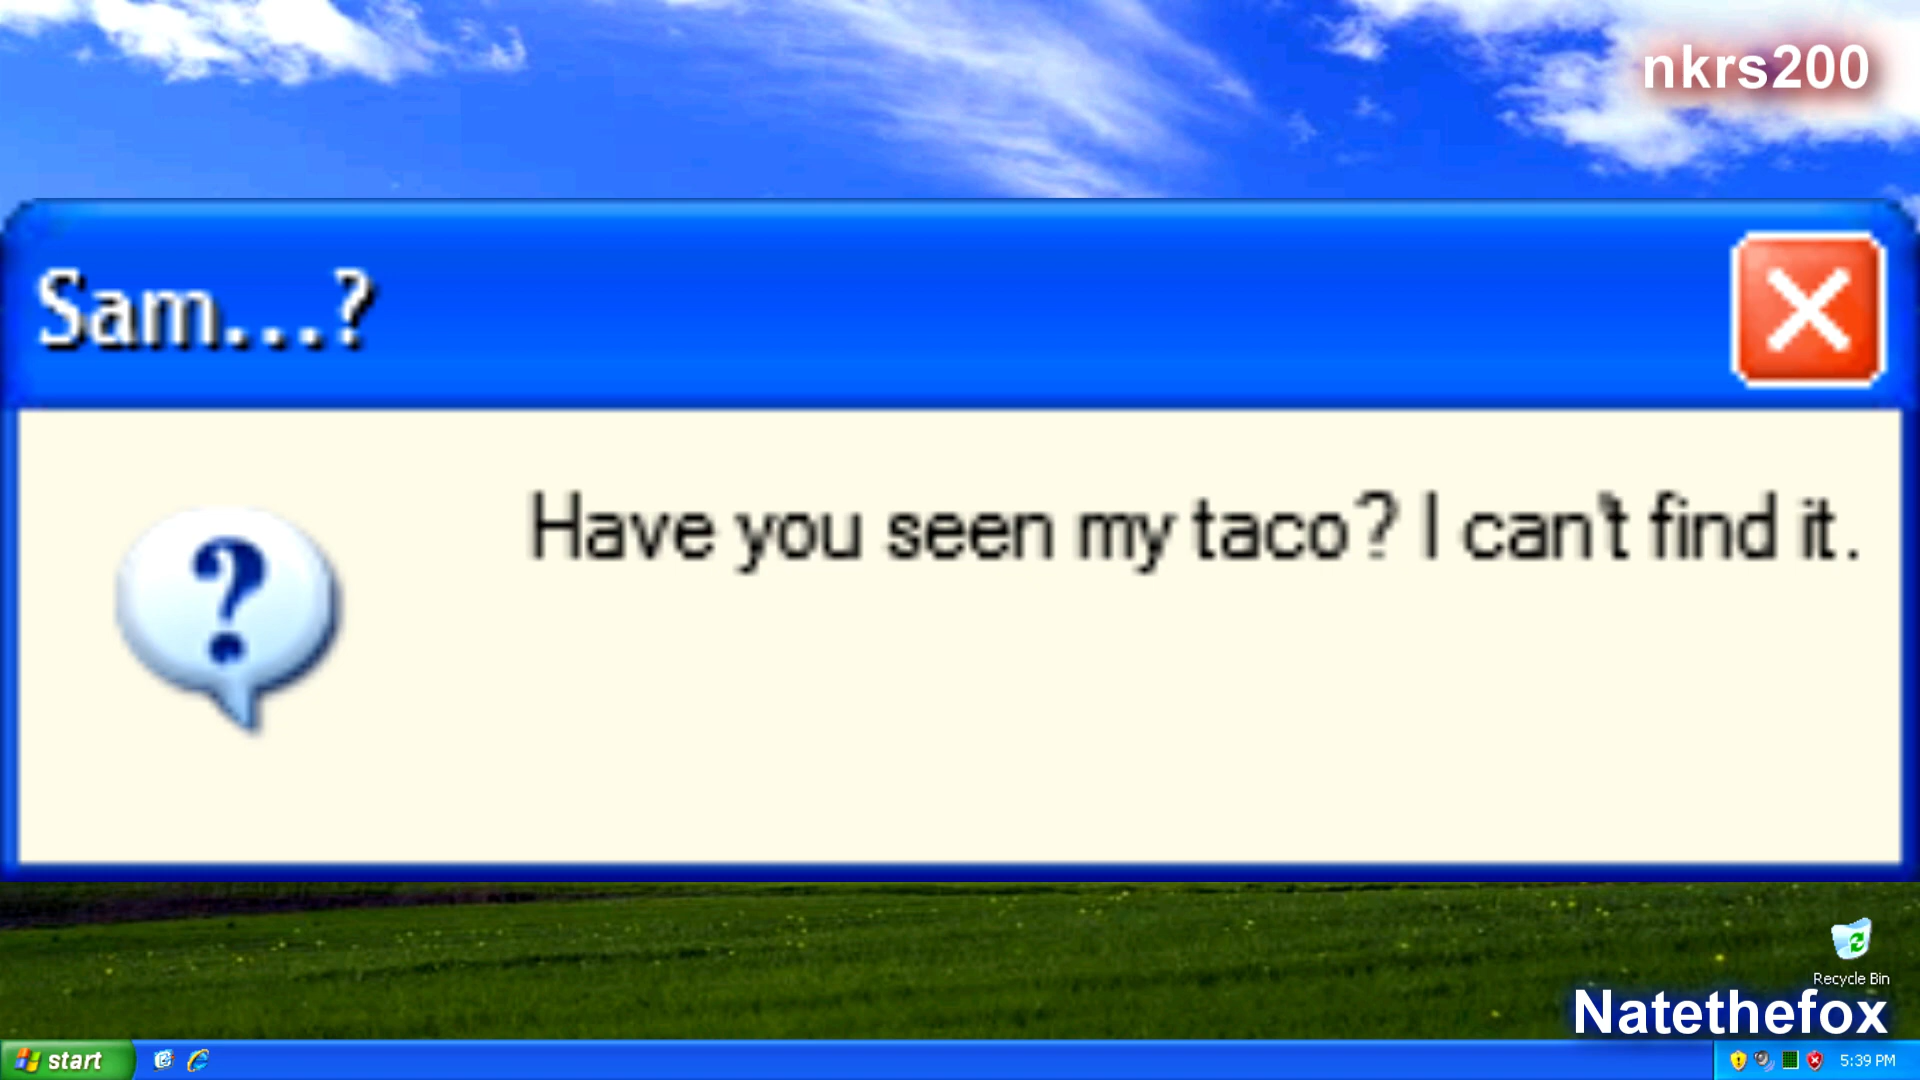 nkrs200
Sam...?
Have you seen my taco? I can't find it.
Recycle Bin
Natethefox
start
5:39 PM